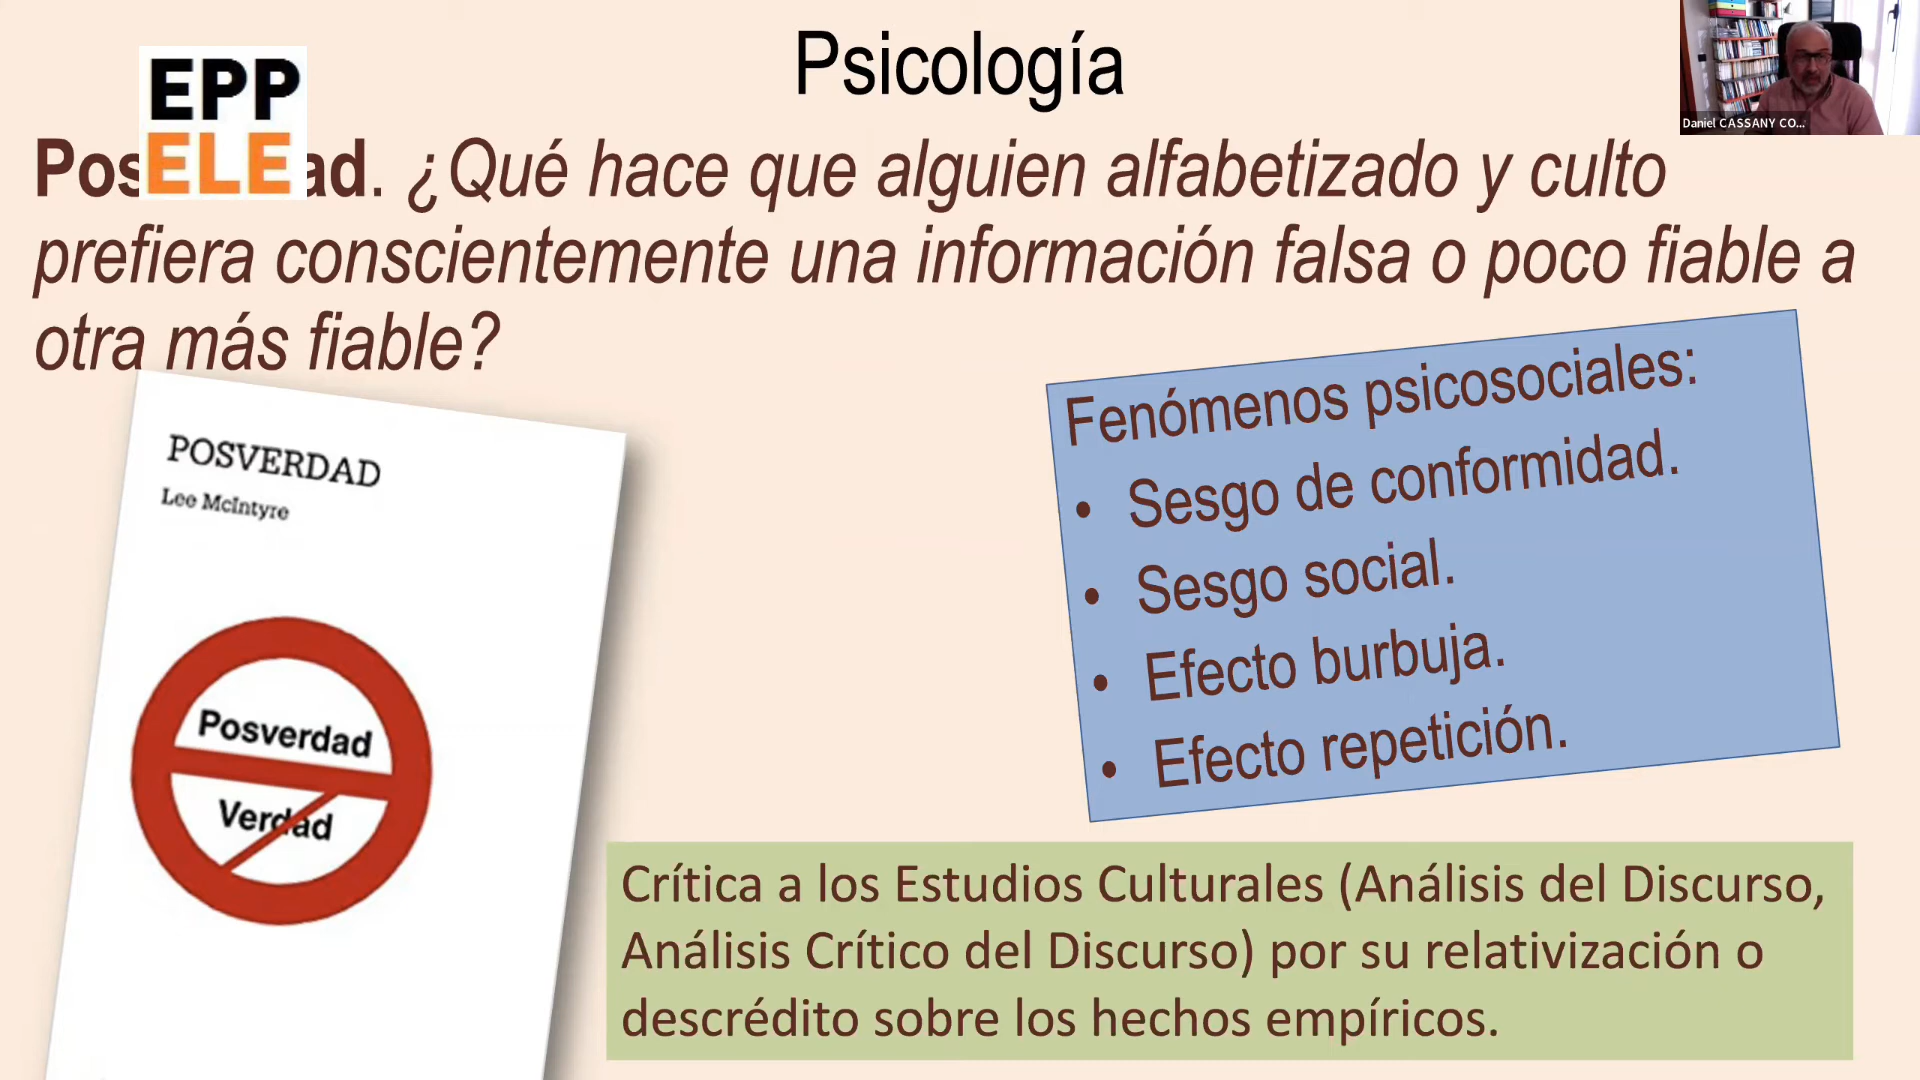 Psicología
EPP
ELE
Daniel CASSANY CO...
Pos ad. ¿Qué hace que alguien alfabetizado y culto
prefiera conscientemente una información falsa o poco fiable a
otra más fiable?
POSVERDAD
Lee McIntyre
Posverdad
Verdad
Fenómenos psicosociales:
• Sesgo de conformidad.
• Sesgo social.
• Efecto burbuja.
• Efecto repetición.
Crítica a los Estudios Culturales (Análisis del Discurso,
Análisis Crítico del Discurso) por su relativización o
descrédito sobre los hechos empíricos.